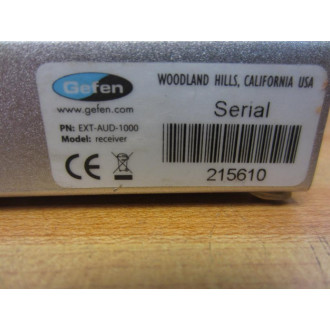 Gefen
www.gefen.com
PN: EXT-AUD-1000
Model: receiver
CE
WOODLAND HILLS, CALIFORNIA USA
Serial
215610